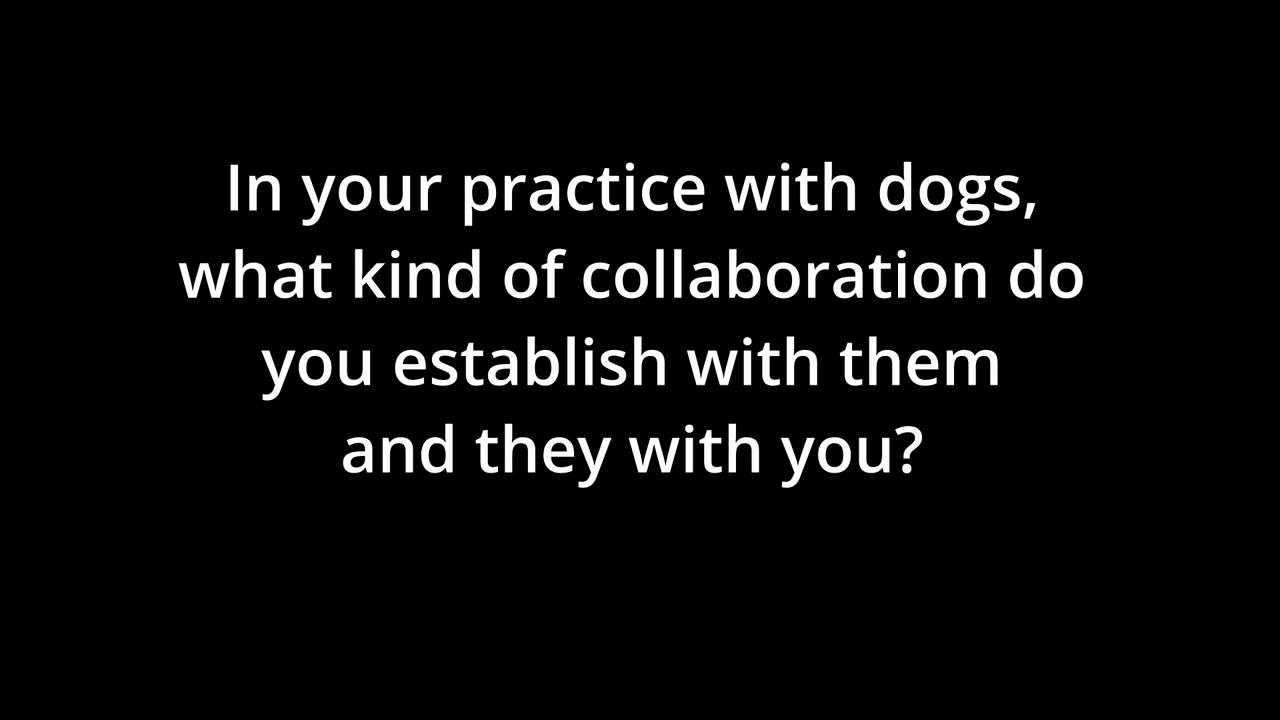 In your practice with dogs,
what kind of collaboration do
you establish with them
and they with you?